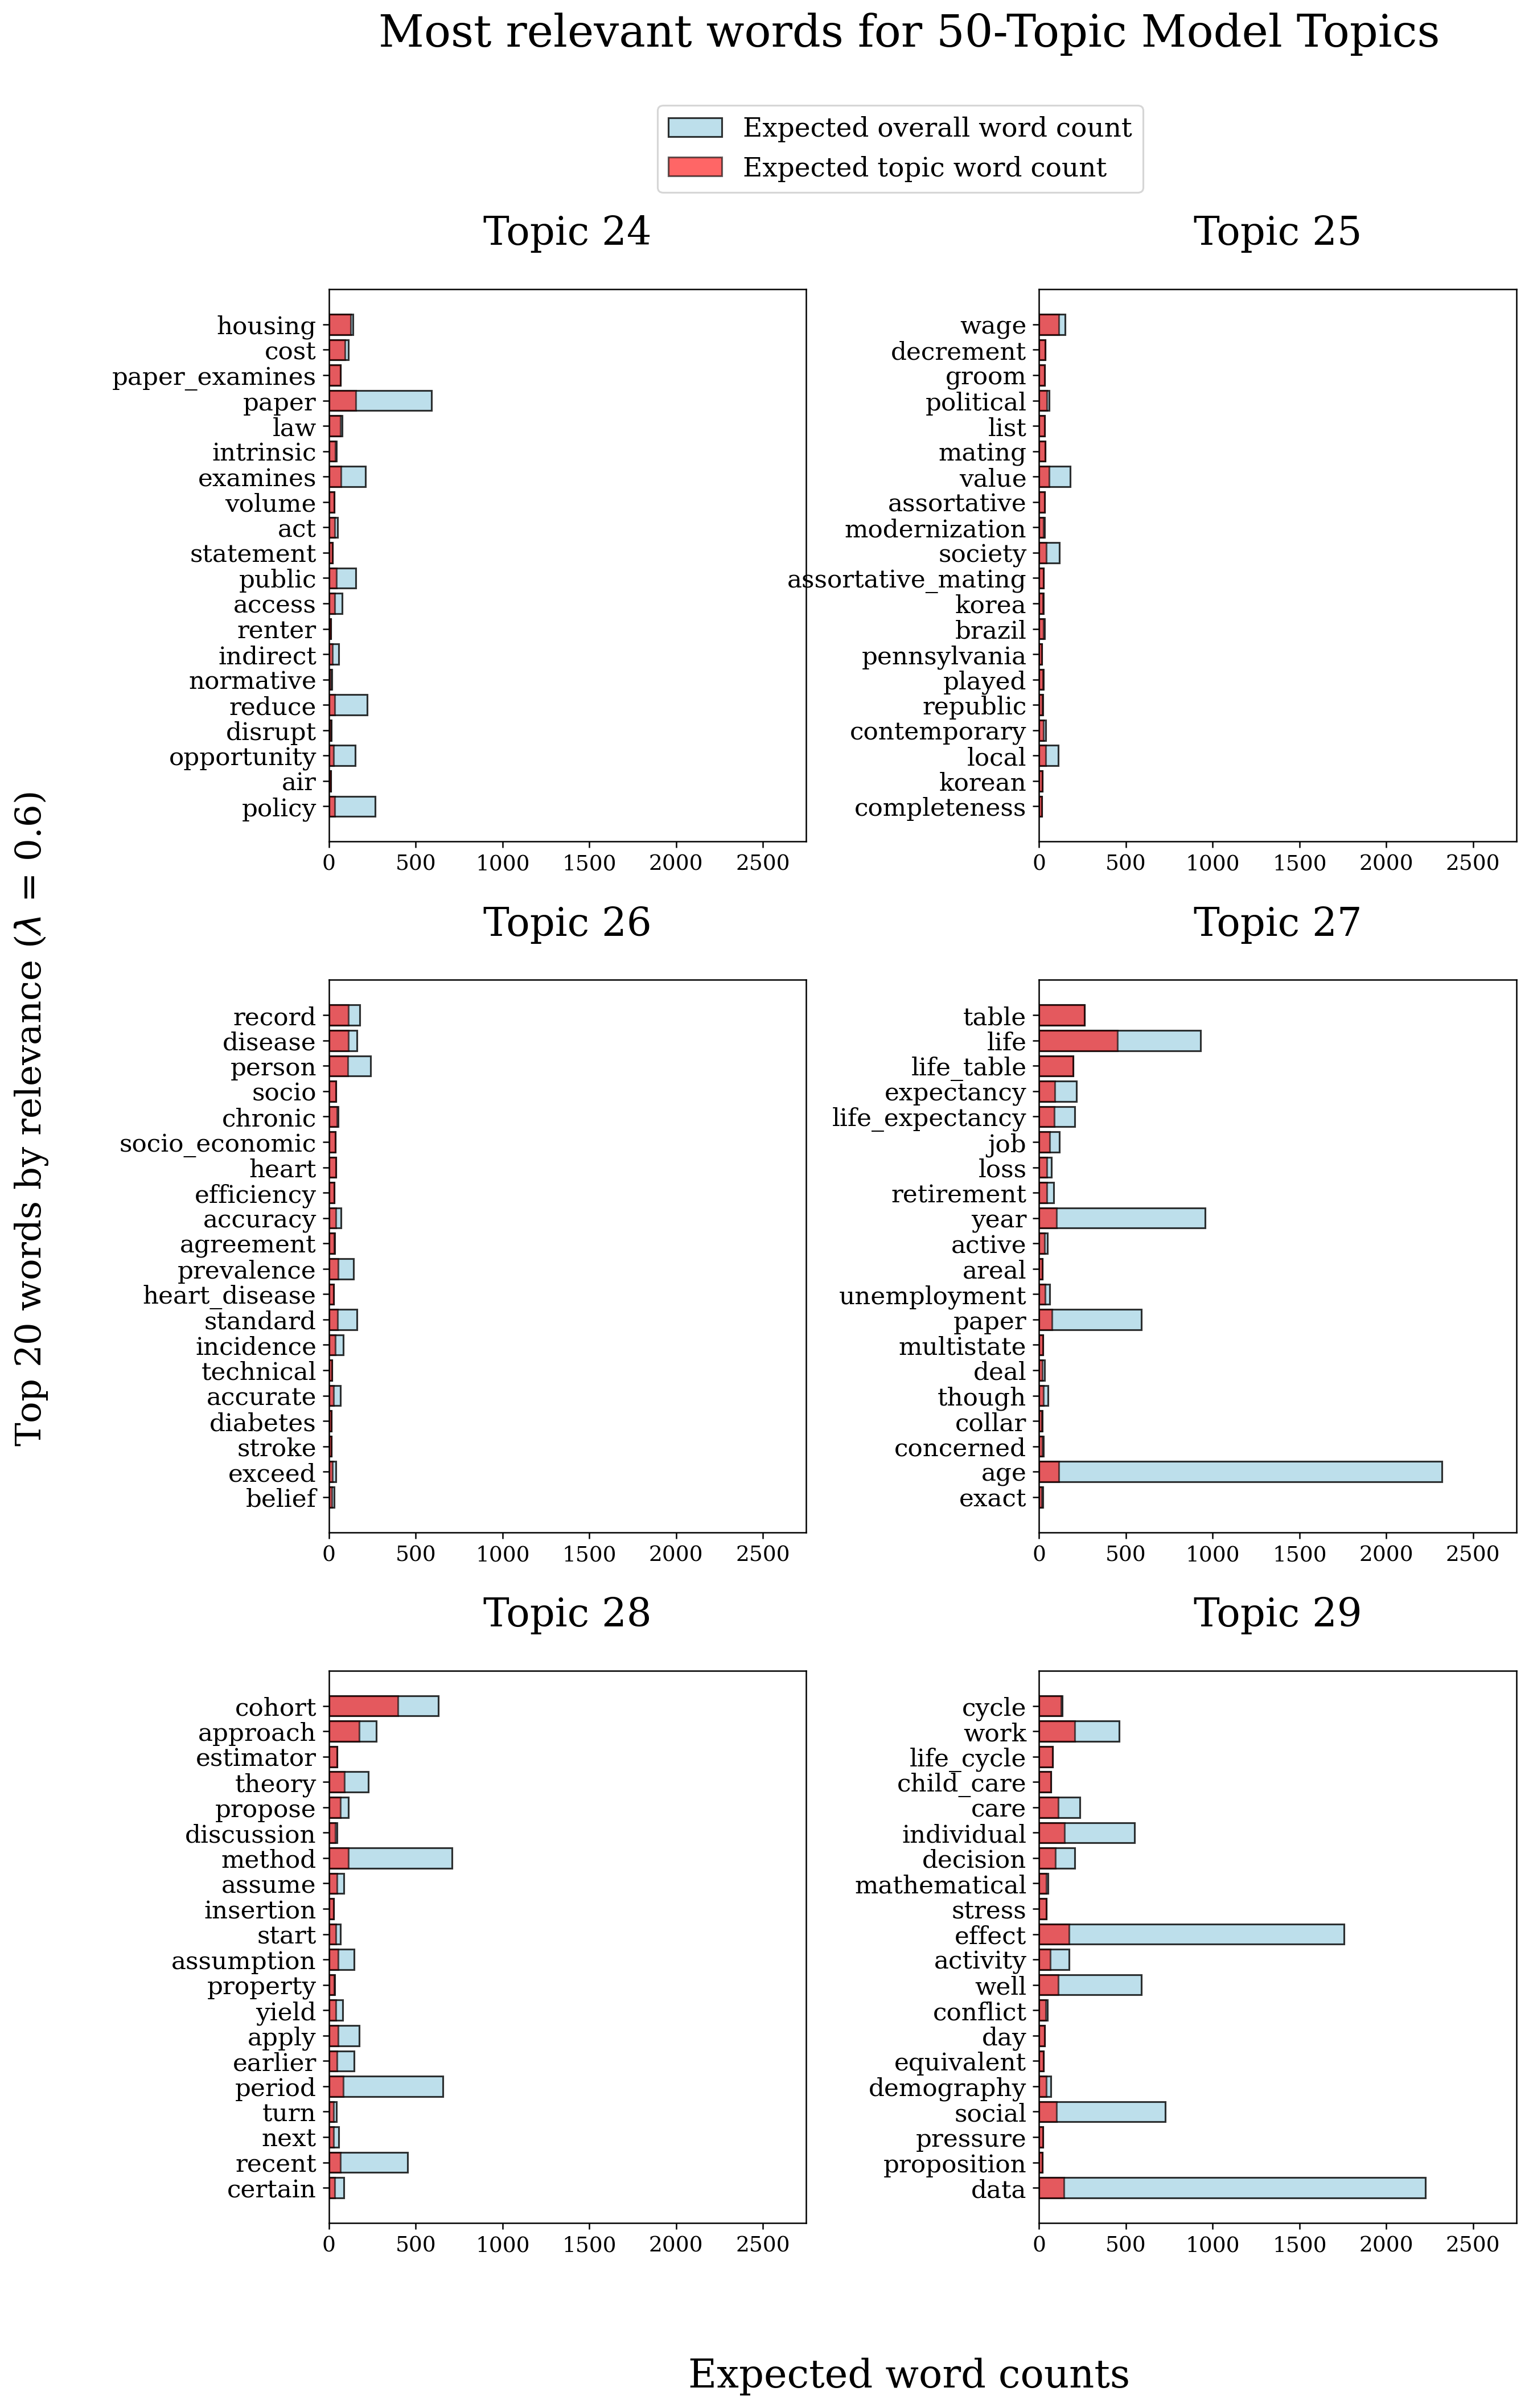 Most relevant words for 50-Topic Model Topics
Expected overall word count
Expected topic word count
Top 20 words by relevance (λ = 0.6)
Topic 24
housing
cost
paper_examines
paper
law
intrinsic
examines
volume
act
statement
public
access
renter
indirect
normative
reduce
disrupt
opportunity
air
policy
0 500 1000 1500 2000 2500
Topic 25
wage
decrement
groom
political
list
mating
value
assortative
modernization
society
assortative_mating
korea
brazil
pennsylvania
played
republic
contemporary
local
korean
completeness
0 500 1000 1500 2000 2500
Topic 26
record
disease
person
socio
chronic
socio_economic
heart
efficiency
accuracy
agreement
prevalence
heart_disease
standard
incidence
technical
accurate
diabetes
stroke
exceed
belief
0 500 1000 1500 2000 2500
Topic 27
table
life
life_table
expectancy
life_expectancy
job
loss
retirement
year
active
areal
unemployment
paper
multistate
deal
though
collar
concerned
age
exact
0 500 1000 1500 2000 2500
Topic 28
cohort
approach
estimator
theory
propose
discussion
method
assume
insertion
start
assumption
property
yield
apply
earlier
period
turn
next
recent
certain
0 500 1000 1500 2000 2500
Topic 29
cycle
work
life_cycle
child_care
care
individual
decision
mathematical
stress
effect
activity
well
conflict
day
equivalent
demography
social
pressure
proposition
data
0 500 1000 1500 2000 2500
Expected word counts